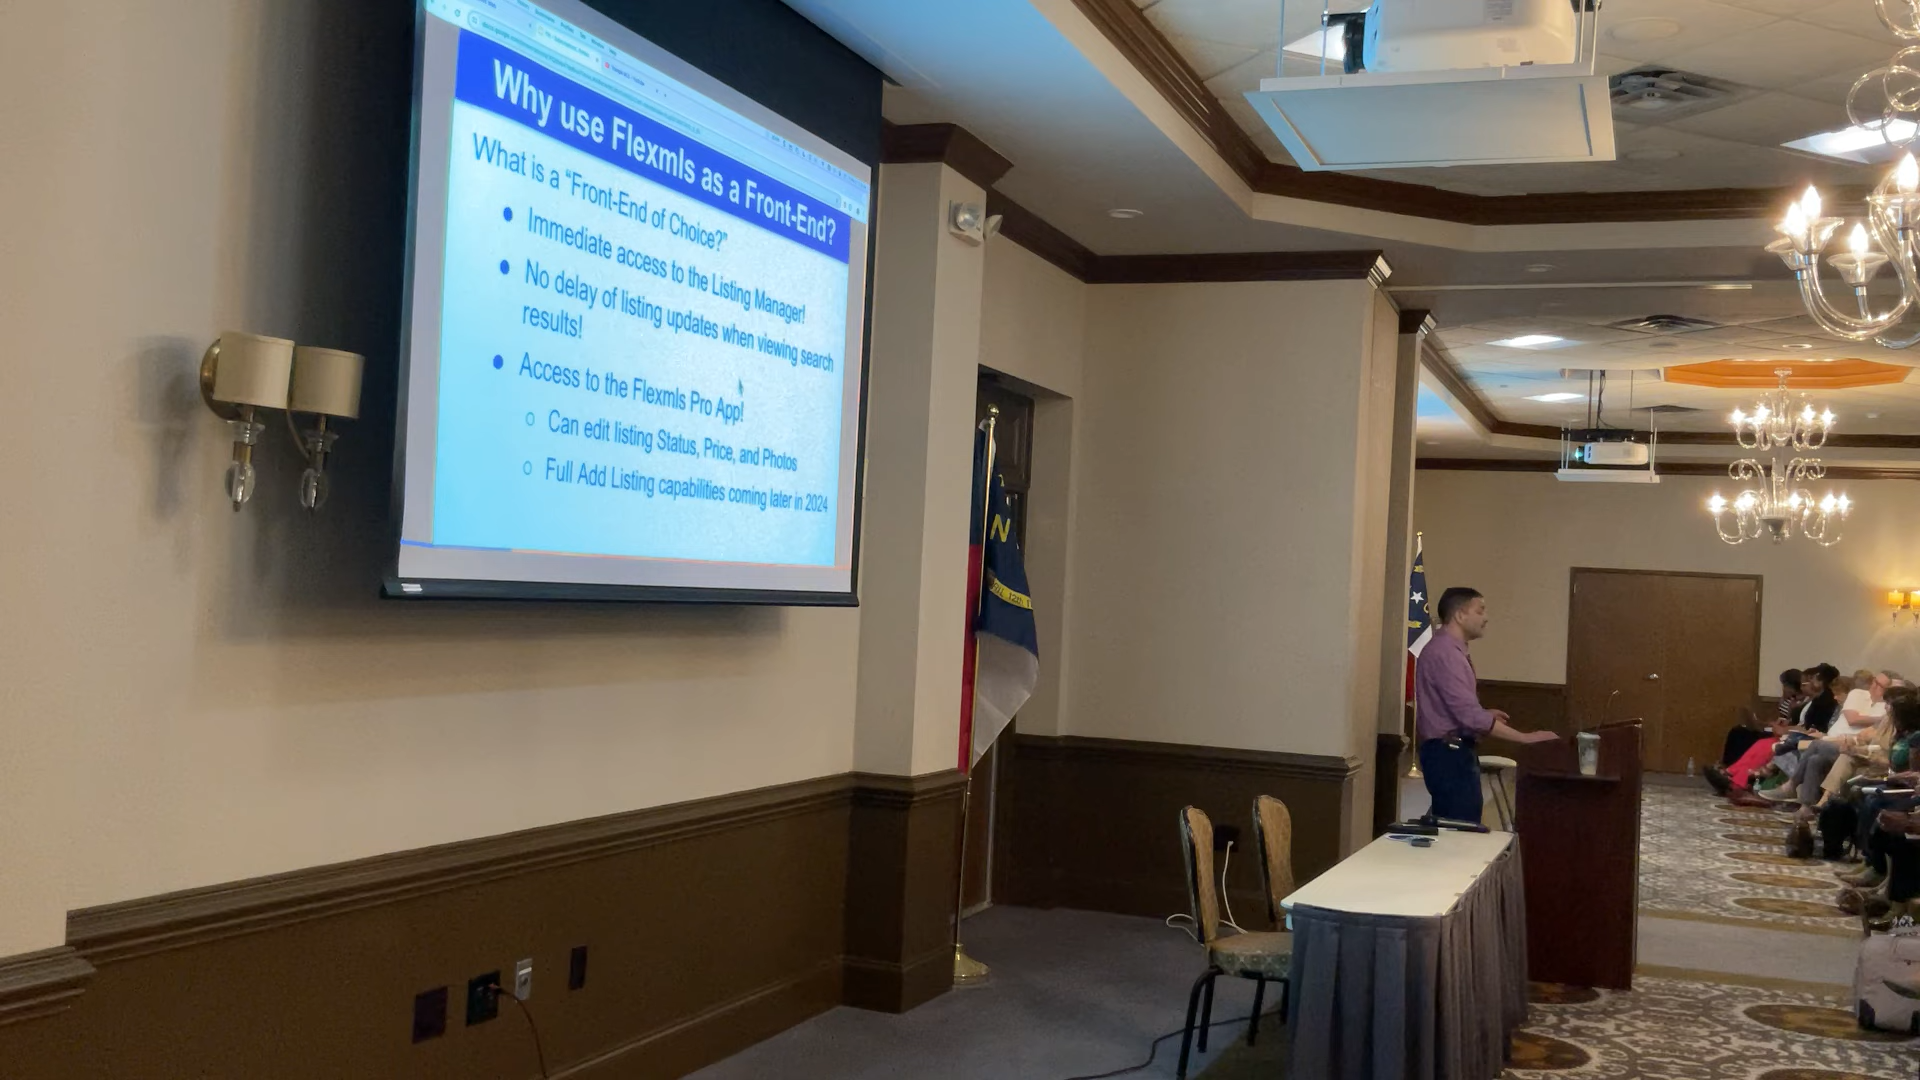 Why use Flexmls as a Front-End?
What is a “Front-End of Choice?”
Immediate access to the Listing Manager!
No delay of listing updates when viewing search
results!
Access to the Flexmls Pro App!
Can edit listing Status, Price, and Photos
Full Add Listing capabilities coming later in 2024
N
12th